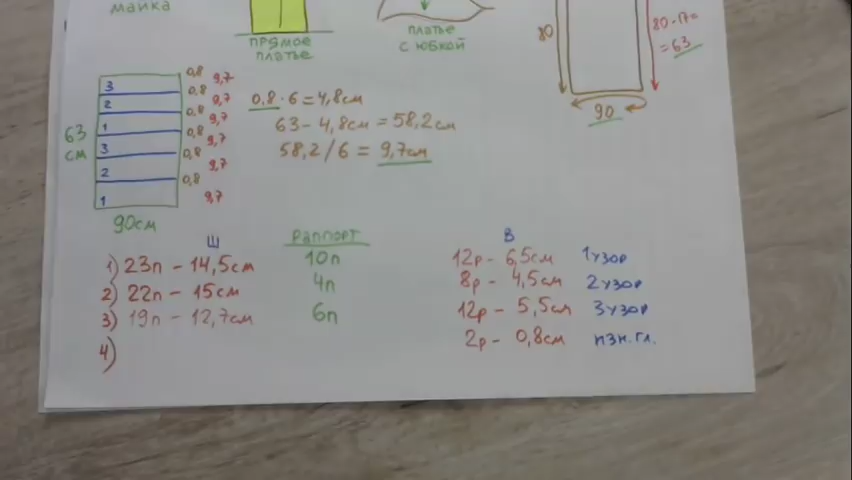 майка
прямое
платье
платье
с юбкой
80
80-17=
=63
90
63
см
3
2
1
3
2
1
0,8
0,8
0,8
0,8
0,8
0,8
9,7
9,7
9,7
9,7
9,7
9,7
90см
0,8·6=4,8см
63-4,8см=58,2см
58,2/6=9,7см
Ш Раппорт В
1) 23п - 14,5см 10п 12р - 6,5см 1узор
2) 22п - 15см 4п 8р - 4,5см 2узор
3) 19п - 12,7см 6п 12р - 5,5см 3узор
4) 2р - 0,8см изн.гл.